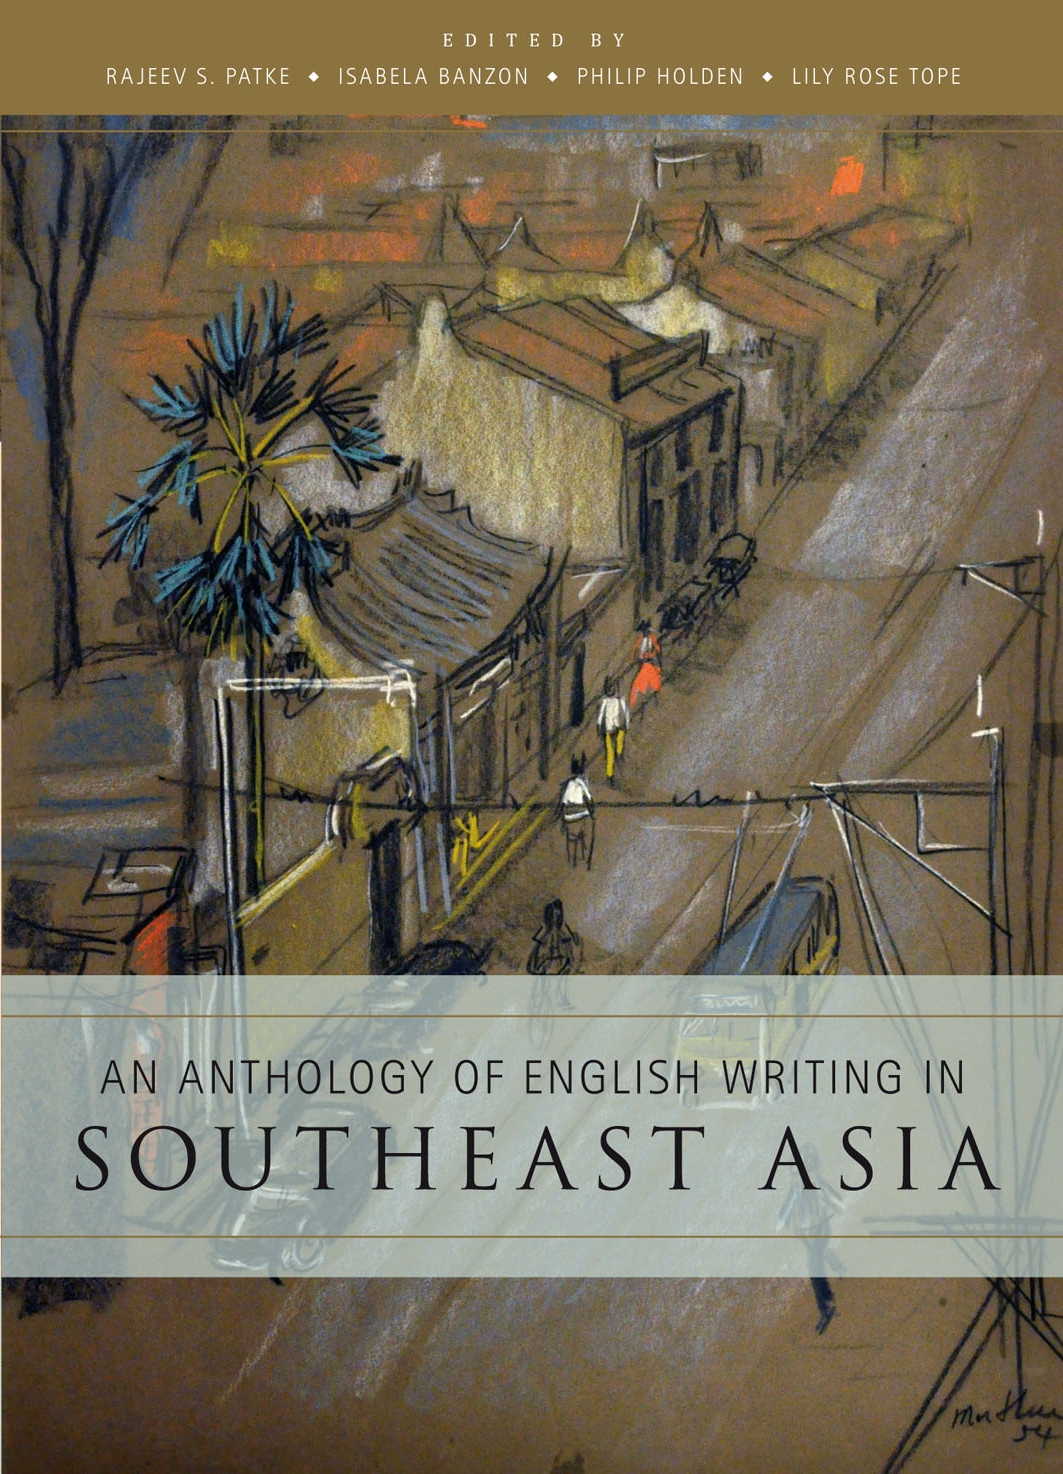 EDITED BY
RAJEEV S. PATKE ◆ ISABELA BANZON ◆ PHILIP HOLDEN ◆ LILY ROSE TOPE
AN ANTHOLOGY OF ENGLISH WRITING IN
SOUTHEAST ASIA
54